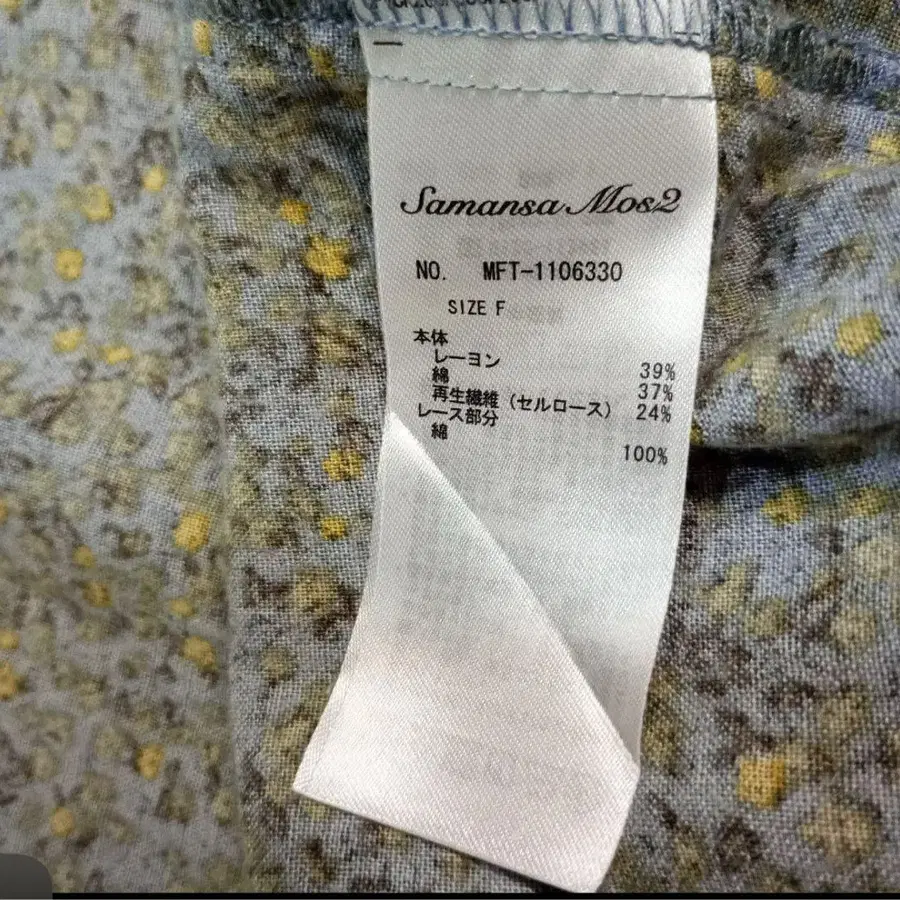 Samansa Mos2
NO. MFT-1106330
SIZE F
本体
レーヨン 39%
綿 37%
再生繊維(セルロース) 24%
レース部分
綿 100%